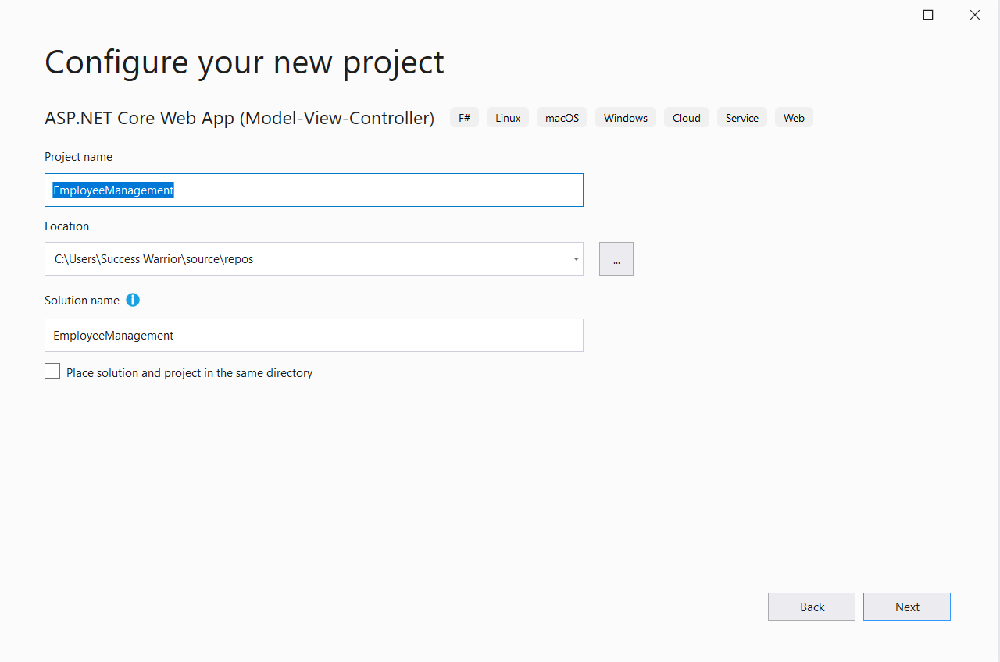 Configure your new project
ASP.NET Core Web App (Model-View-Controller) F# Linux macOS Windows Cloud Service Web
Project name
EmployeeManagement
Location
C:\Users\Success Warrior\source\repos
...
Solution name
EmployeeManagement
Place solution and project in the same directory
Back Next